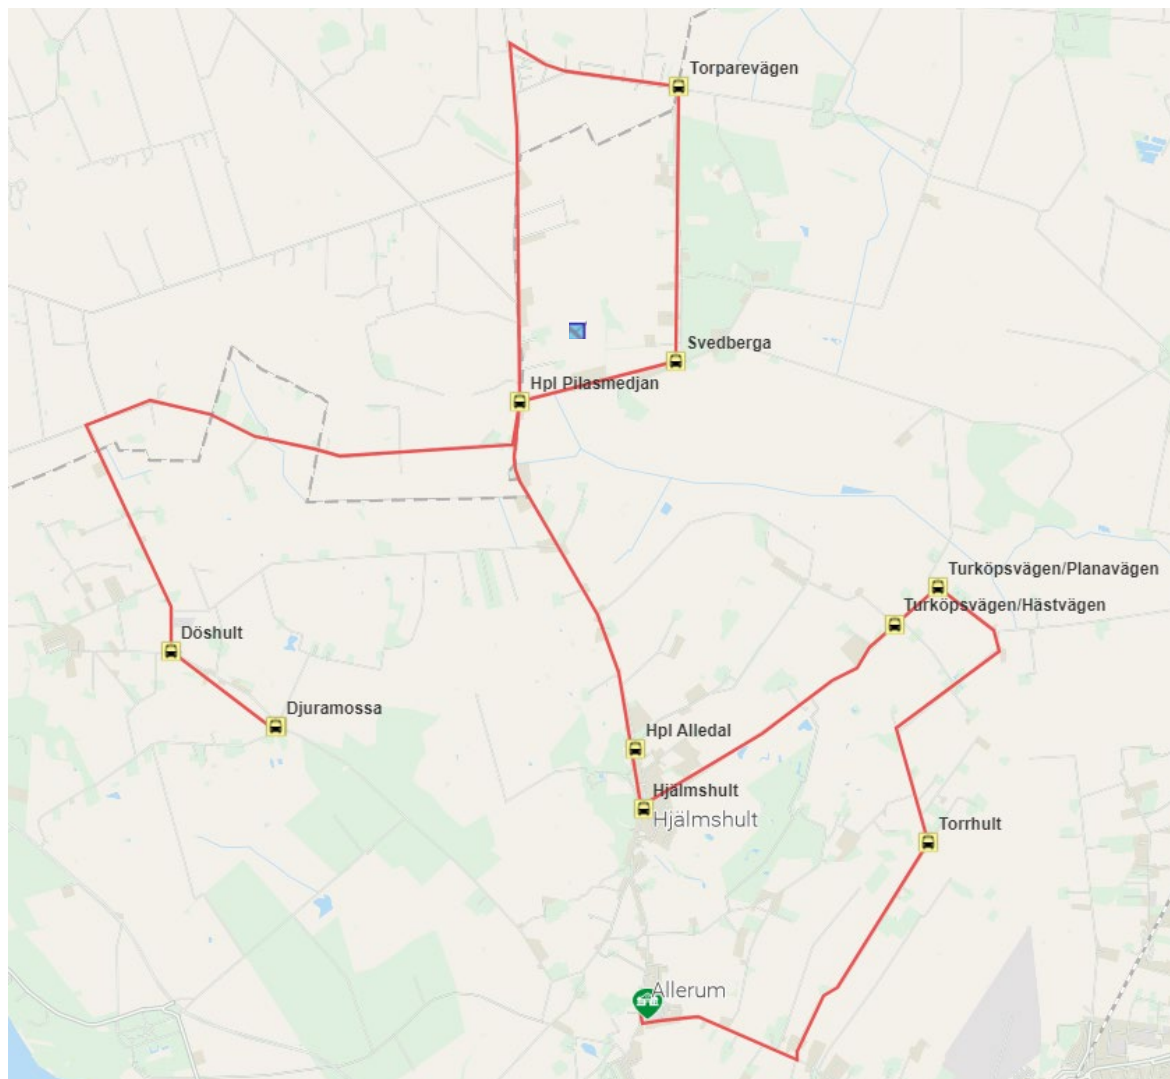 Torparevägen
Svedberga
Hpl Pilasmedjan
Turköpsvägen/Planavägen
Turköpsvägen/Hästvägen
Döshult
Djuramossa
Hpl Alledal
Hjälmshult
Hjälmshult
Torrhult
Allerum